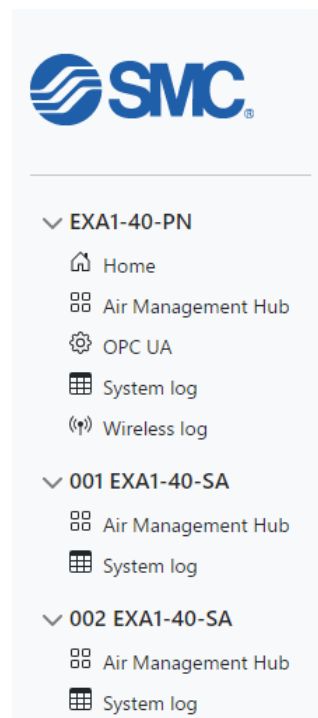 SMC®
EXA1-40-PN
Home
Air Management Hub
OPC UA
System log
Wireless log
001 EXA1-40-SA
Air Management Hub
System log
002 EXA1-40-SA
Air Management Hub
System log